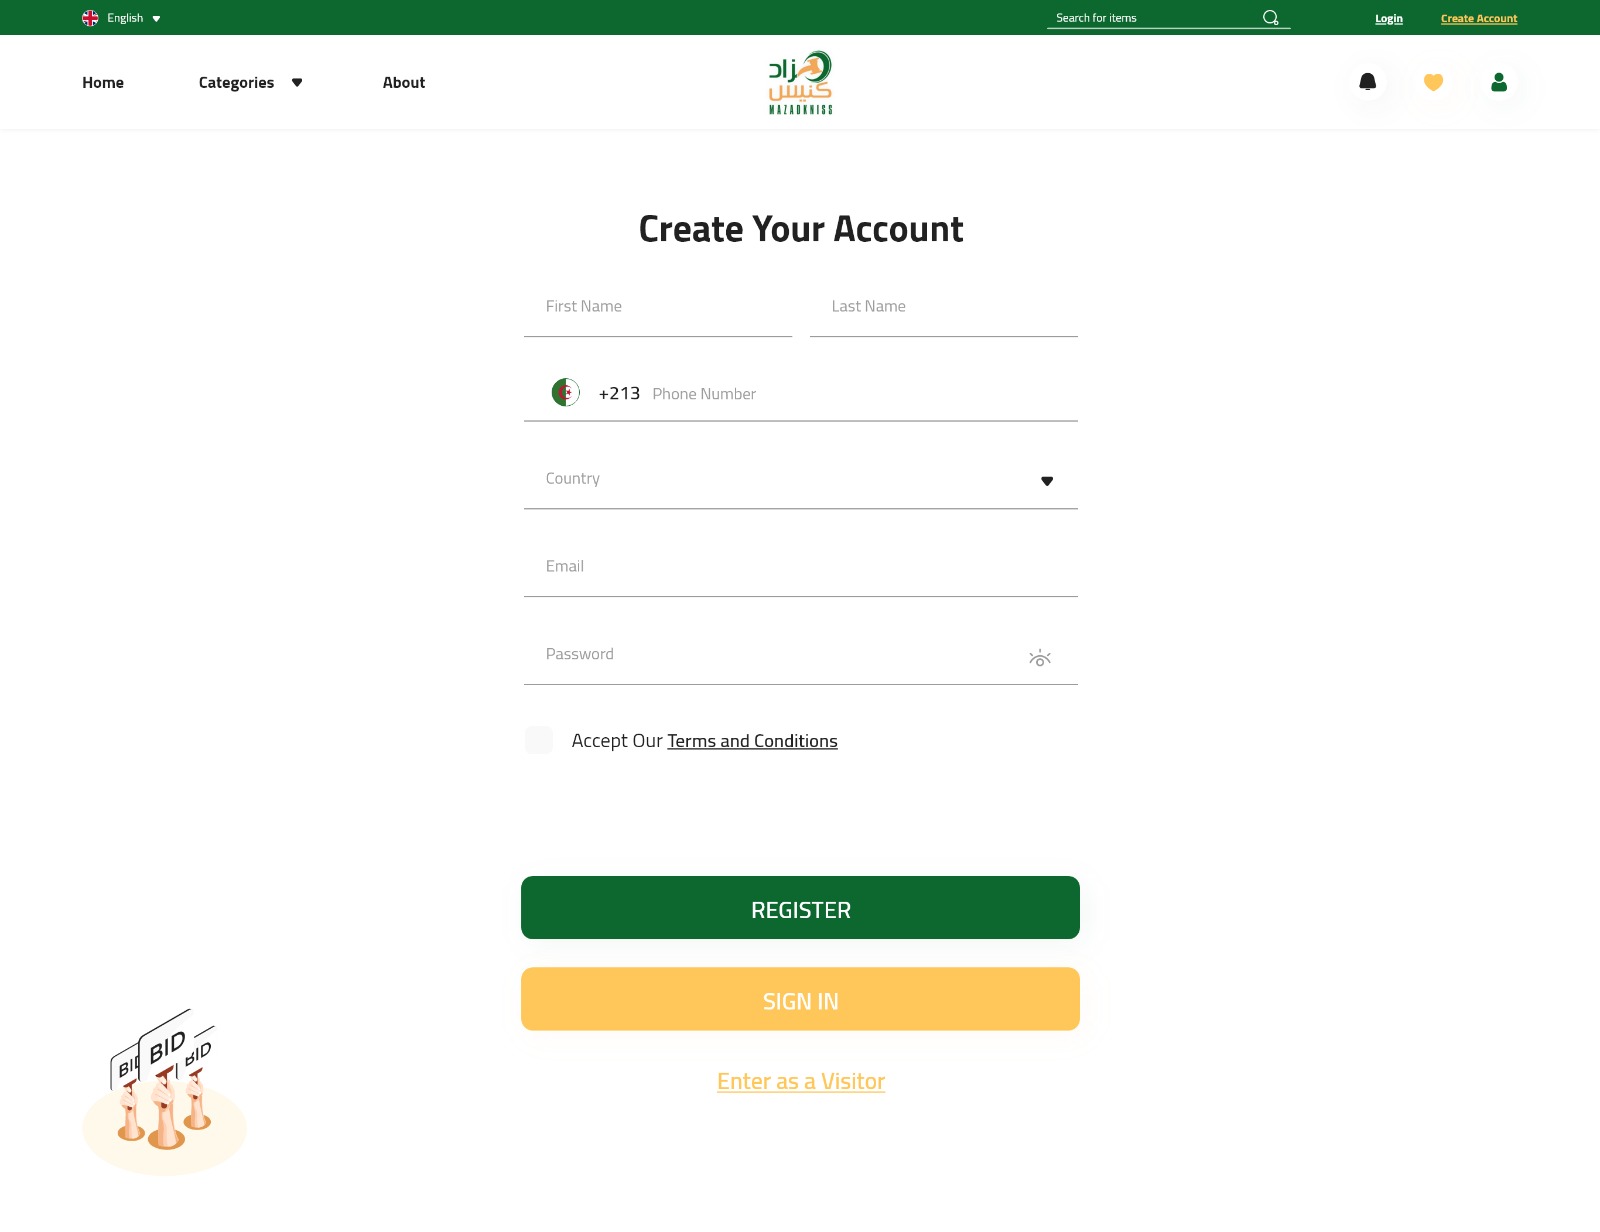 English
Search for items
Login
Create Account
Home
Categories
About
مزاد
كنيس
MAZADKNISS
Create Your Account
First Name
Last Name
+213 Phone Number
Country
Email
Password
Accept Our Terms and Conditions
REGISTER
SIGN IN
Enter as a Visitor
BID
BID
BID